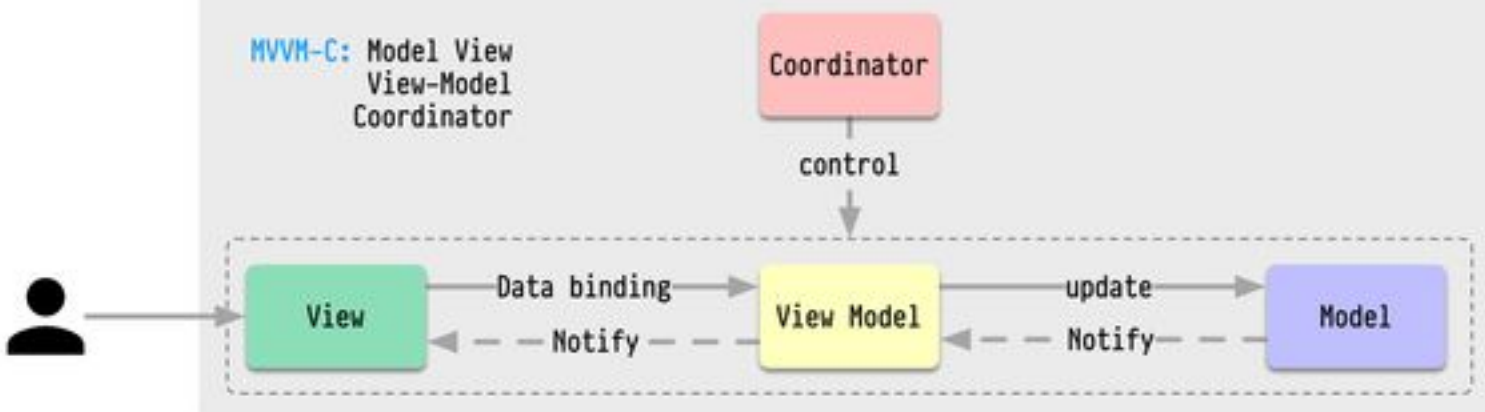 MVVM-C: Model View
View-Model
Coordinator
Coordinator
control
View
Data binding
Notify
View Model
update
Notify
Model